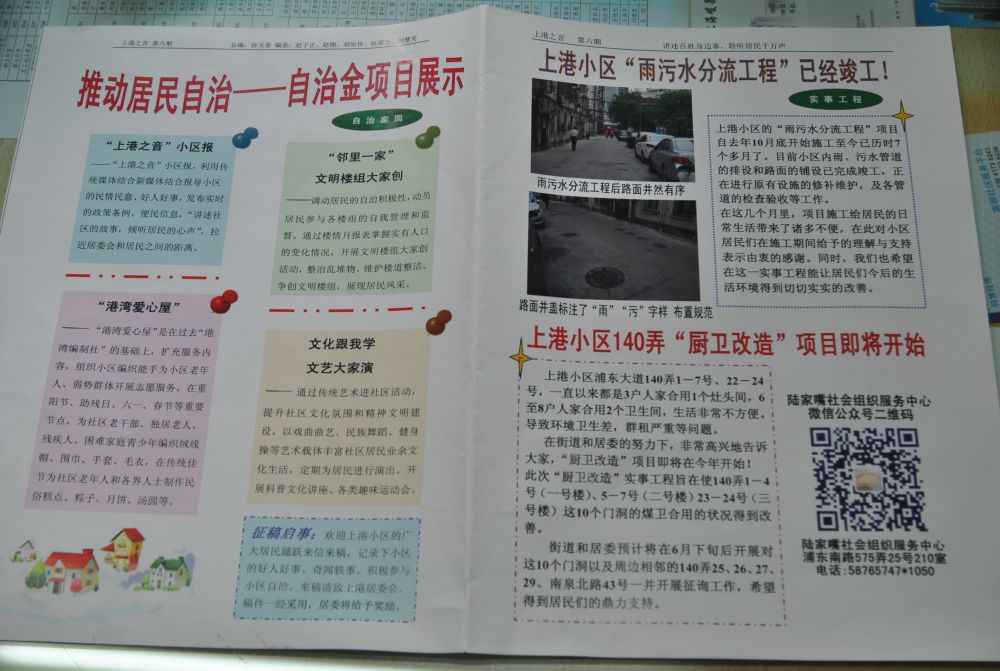 上港之音 第六期
推动居民自治——自治金项目展示
自治家园
“上港之音”小区报
——“上港之音”小区报，利用传
统媒体结合新媒体结合报导小区
的民情民意、好人好事，发布实时
的政策条例、便民信息，“讲述社
区的故事，倾听居民的心声”。拉
近居委会和居民之间的距离。
“邻里一家”
文明楼组大家创
——调动居民的自治积极性，动员
居民参与各楼组的自我管理和监
督。通过楼情月报表掌握实有人口
的变化情况，开展文明楼组大家创
活动，整治乱堆物、维护楼道整洁。
争创文明楼组，展现居民风采。
“港湾爱心屋”
—— “港湾爱心屋”是在过去“港
湾编制社”的基础上，扩充服务内
容，组织小区编织能手为小区老年
人、弱势群体开展志愿服务。在重
阳节、助残日、六一、春节等重要
节点，为社区老干部、独居老人、
残疾人、困难家庭青少年编织绒线
帽、围巾、手套、毛衣，在传统佳
节为社区老年人和各界人士制作民
俗糕点、粽子、月饼、汤圆等。
文化跟我学
文艺大家演
—— 通过传统艺术进社区活动，
提升社区文化氛围和精神文明建
设。以戏曲曲艺、民族舞蹈、健身
操等艺术载体丰富社区居民业余文
化生活，定期为居民进行演出。开
展科普文化讲座、各类趣味运动会。
征稿启事：欢迎上港小区的广
大居民踊跃来信来稿，记录下小区
的好人好事、奇闻轶事，积极参与
小区自治。来稿请致上港居委会，
稿件一经采用，居委将给予奖励。
上港之音 第六期 讲述百姓身边事，聆听居民千万声
上港小区“雨污水分流工程”已经竣工！
实事工程
雨污水分流工程后路面井然有序
路面井盖标注了“雨”“污”字样 布置规范
上港小区的“雨污水分流工程”项目
自去年10月底开始施工至今已历时7
个多月了。目前小区内雨、污水管道
的排设和路面的铺设已完成竣工，正
在进行原有设施的修补维护，及各管
道的检查验收等工作。
在这几个月里，项目施工给居民的日
常生活带来了诸多不便，在此对小区
居民们在施工期间给予的理解与支持
表示由衷的感谢。同时，我们也希望
在这一实事工程能让居民们今后的生
活环境得到切切实实的改善。
上港小区140弄“厨卫改造”项目即将开始
上港小区浦东大道140弄1－7号、22－24
号，一直以来都是3户人家合用1个灶头间，6
至8户人家合用2个卫生间，生活非常不方便。
导致环境卫生差，群租严重等问题。
在街道和居委的努力下，非常高兴地告诉
大家，“厨卫改造”项目即将在今年开始！
此次“厨卫改造”实事工程旨在使140弄1－4
号（一号楼）、5－7号（二号楼）23－24号（三
号楼）这10个门洞的煤卫合用的状况得到改
善。
街道和居委预计将在6月下旬后开展对
这10个门洞以及周边相邻的140弄25、26、27、
29、南泉北路43号一并开展征询工作，希望
得到居民们的鼎力支持。
陆家嘴社会组织服务中心
微信公众号二维码
陆家嘴社会组织服务中心
浦东南路575弄25号210室
电话:58765747*1050